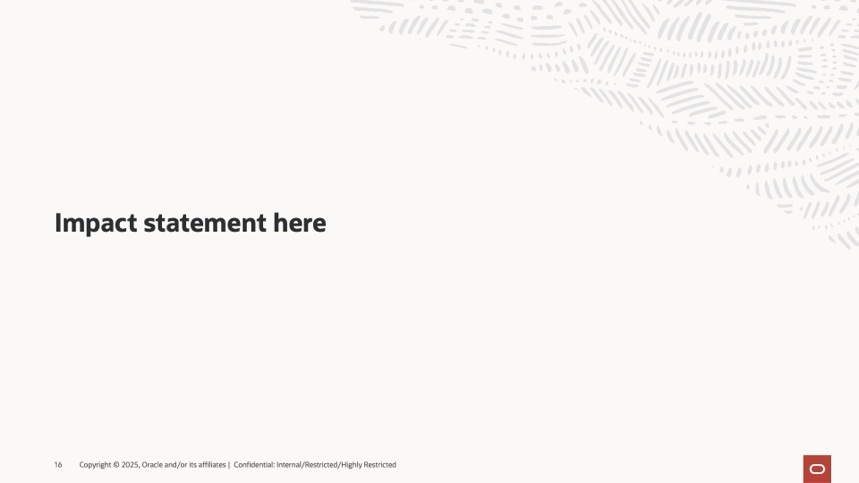 Impact statement here
16 Copyright © 2025, Oracle and/or its affiliates | Confidential: Internal/Restricted/Highly Restricted